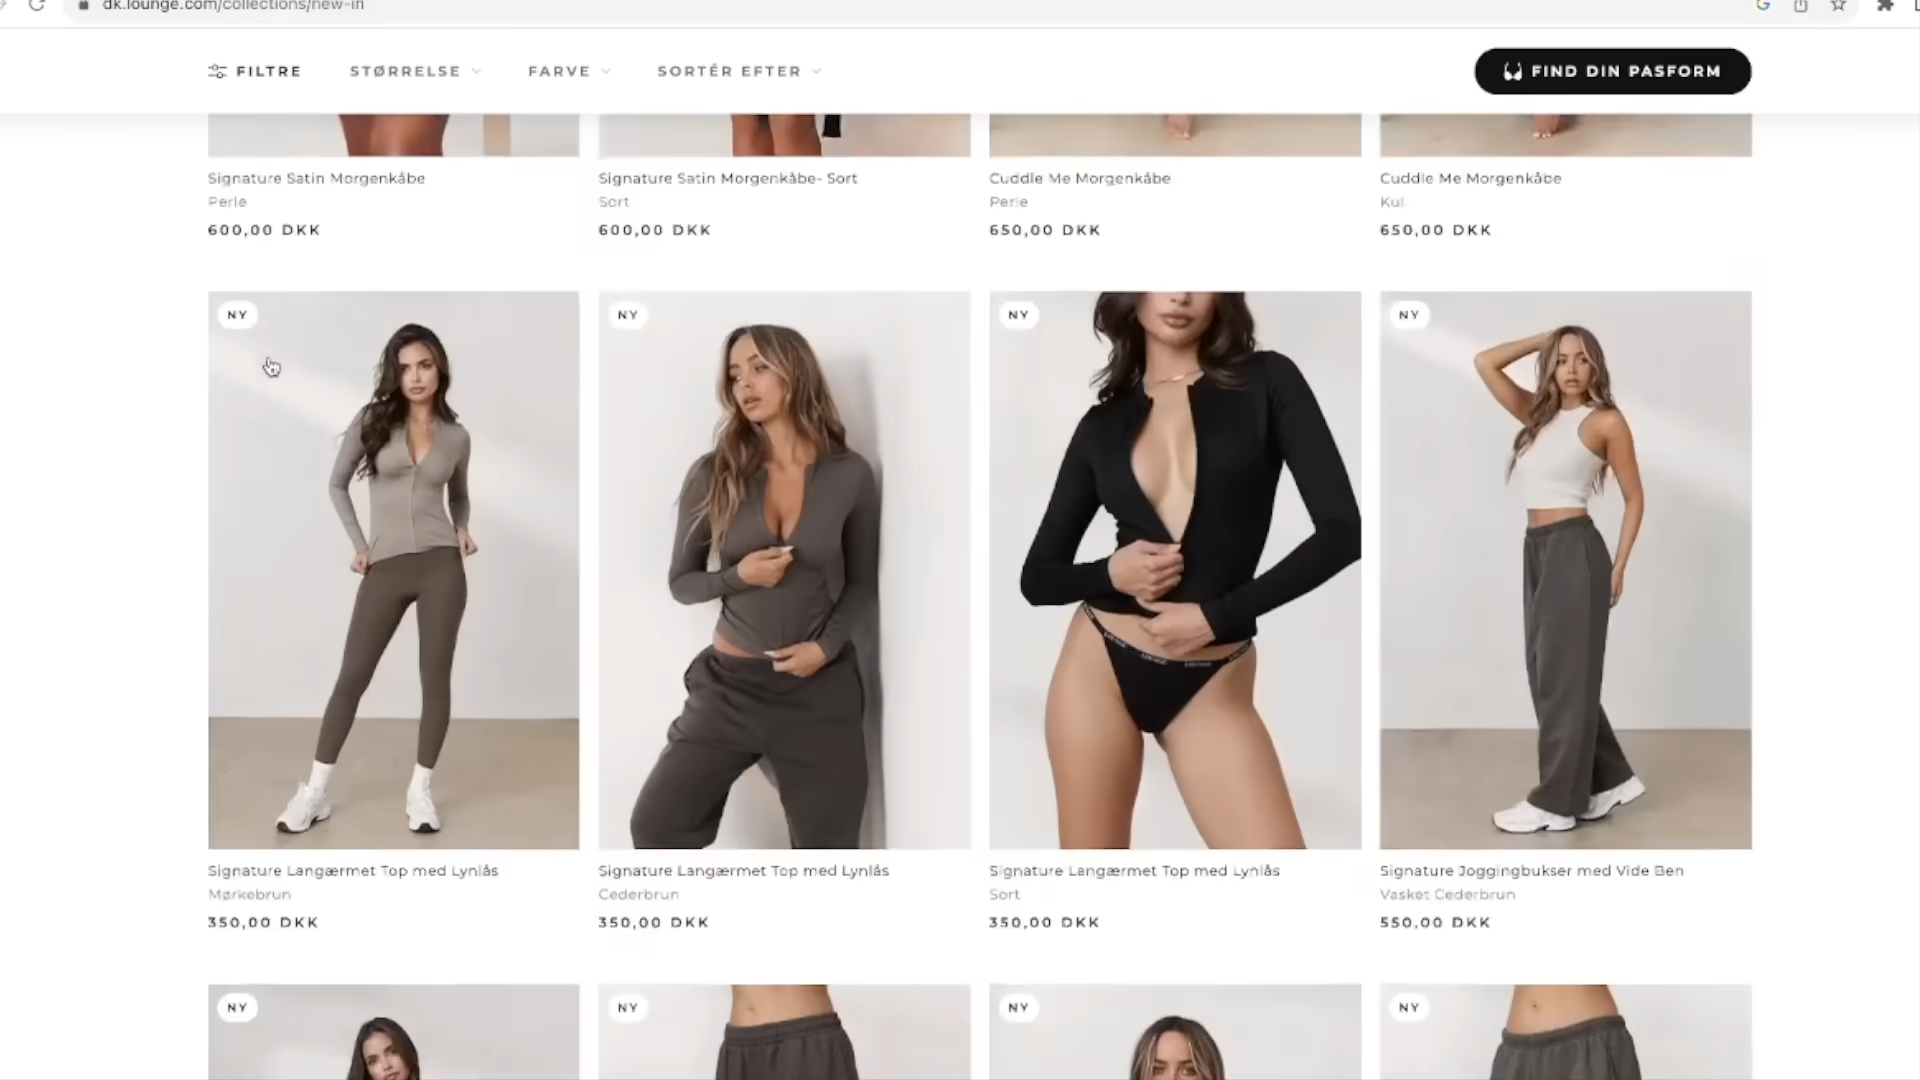 dk.lounge.com/collections/new-in
FILTRE
STØRRELSE
FARVE
SORTÉR EFTER
FIND DIN PASFORM
Signature Satin Morgenkåbe
Perle
600,00 DKK
Signature Satin Morgenkåbe- Sort
Sort
600,00 DKK
Cuddle Me Morgenkåbe
Perle
650,00 DKK
Cuddle Me Morgenkåbe
Kul
650,00 DKK
NY
NY
NY
NY
Signature Langærmet Top med Lynlås
Mørkebrun
350,00 DKK
Signature Langærmet Top med Lynlås
Cederbrun
350,00 DKK
Signature Langærmet Top med Lynlås
Sort
350,00 DKK
Signature Joggingbukser med Vide Ben
Vasket Cederbrun
550,00 DKK
NY
NY
NY
NY